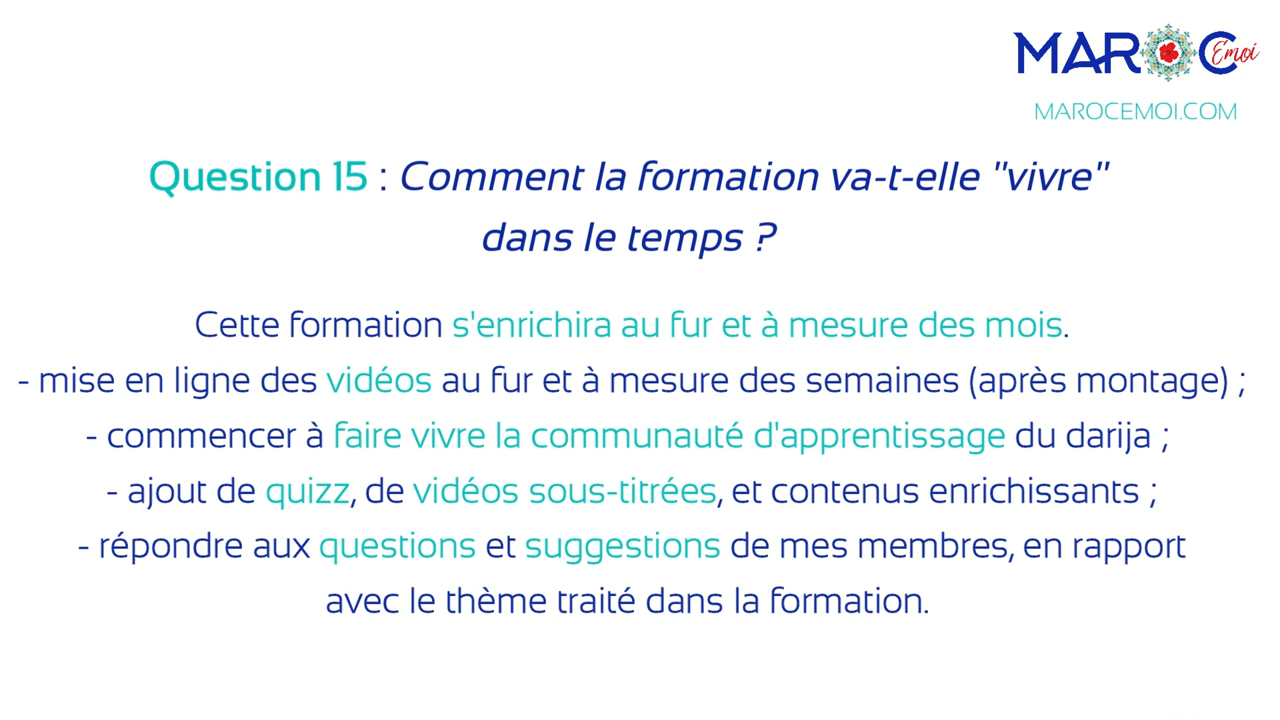 MAROC Emoi
MAROCEMOI.COM
Question 15 : Comment la formation va-t-elle "vivre"
dans le temps ?
Cette formation s'enrichira au fur et à mesure des mois.
- mise en ligne des vidéos au fur et à mesure des semaines (après montage) ;
- commencer à faire vivre la communauté d'apprentissage du darija ;
- ajout de quizz, de vidéos sous-titrées, et contenus enrichissants ;
- répondre aux questions et suggestions de mes membres, en rapport
avec le thème traité dans la formation.